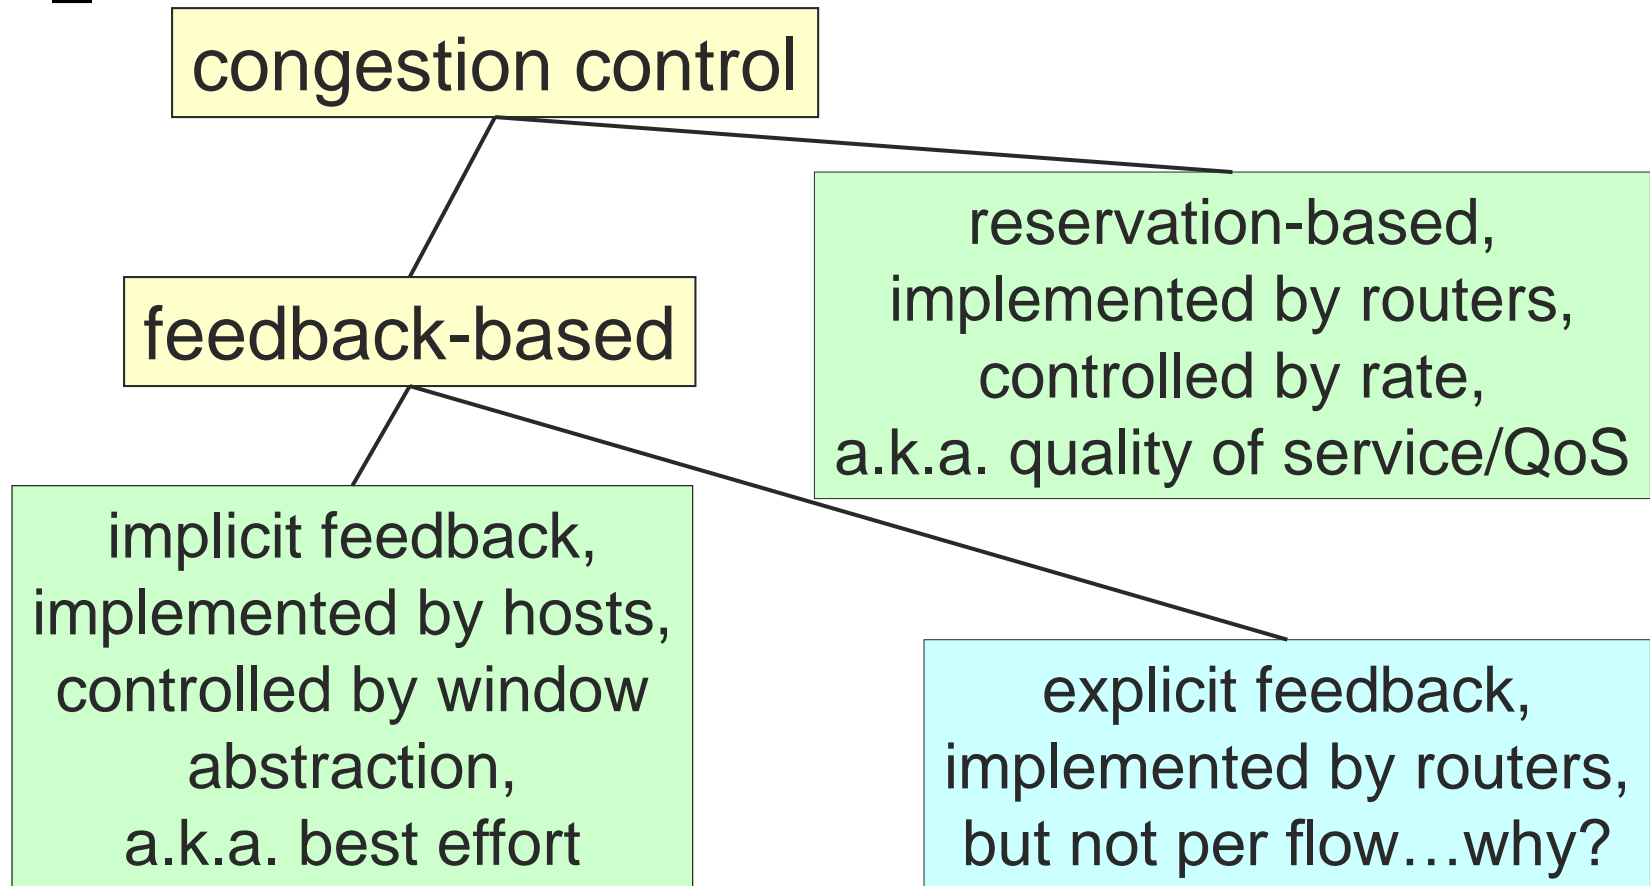 congestion control
reservation-based,
implemented by routers,
controlled by rate,
a.k.a. quality of service/QoS
feedback-based
implicit feedback,
implemented by hosts,
controlled by window
abstraction,
a.k.a. best effort
explicit feedback,
implemented by routers,
but not per flow…why?